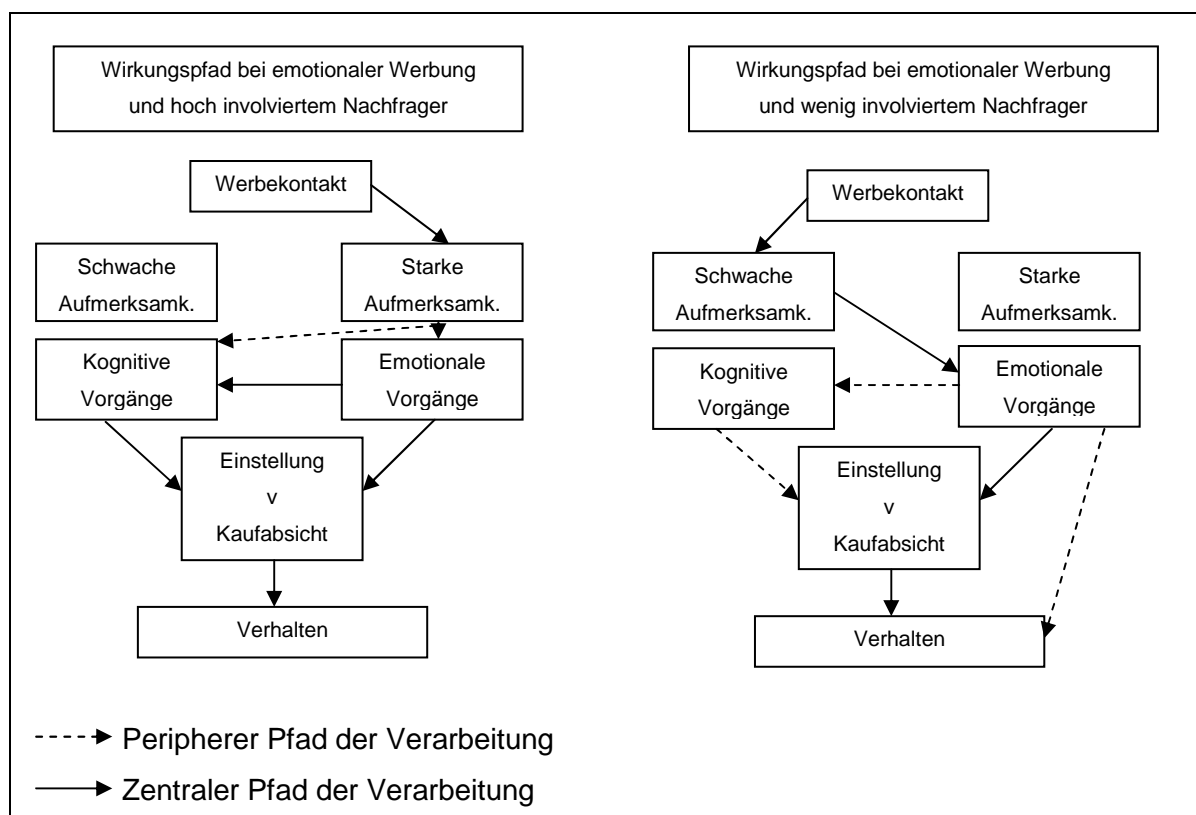 Wirkungspfad bei emotionaler Werbung
und hoch involviertem Nachfrager
Werbekontakt
Schwache
Aufmerksamk.
Starke
Aufmerksamk.
Kognitive
Vorgänge
Emotionale
Vorgänge
Einstellung
v
Kaufabsicht
Verhalten
Wirkungspfad bei emotionaler Werbung
und wenig involviertem Nachfrager
Werbekontakt
Schwache
Aufmerksamk.
Starke
Aufmerksamk.
Kognitive
Vorgänge
Emotionale
Vorgänge
Einstellung
v
Kaufabsicht
Verhalten
Peripherer Pfad der Verarbeitung
Zentraler Pfad der Verarbeitung